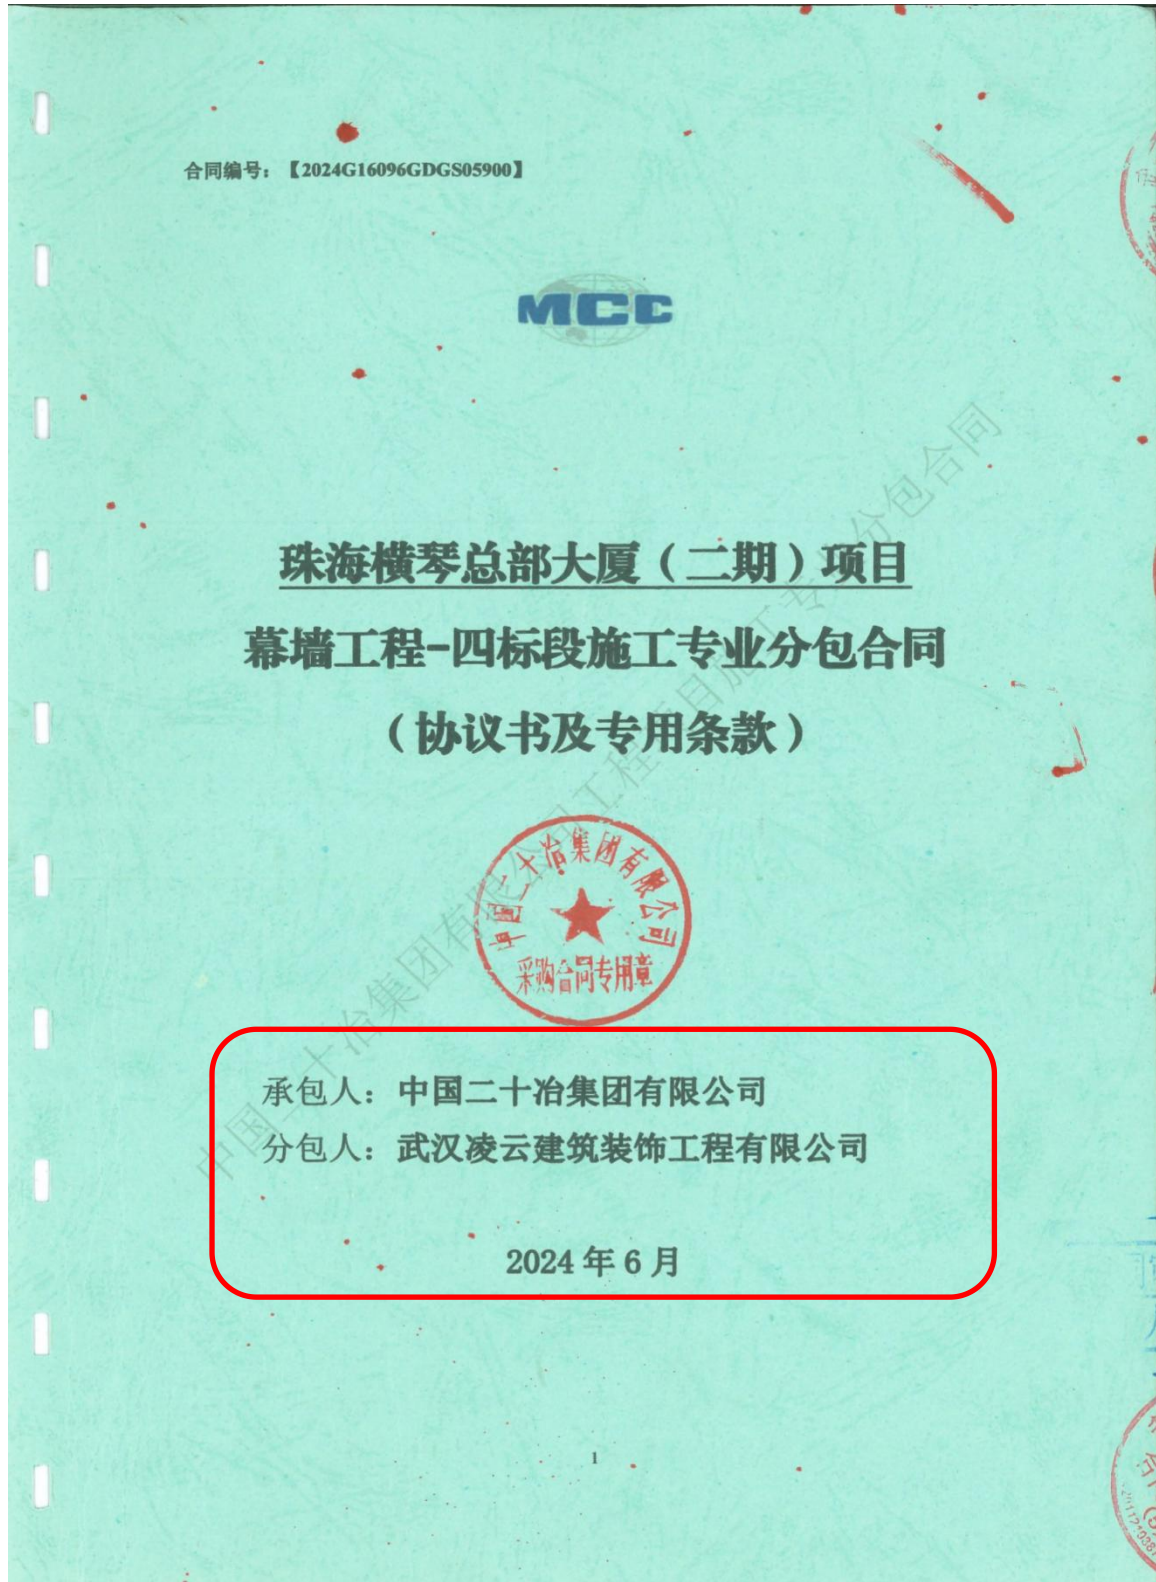 合同编号：【2024G16096GDGS05900】
MCC
珠海横琴总部大厦（二期）项目
幕墙工程-四标段施工专业分包合同
（协议书及专用条款）
中国二十冶集团有限公司
采购合同专用章
承包人：中国二十冶集团有限公司
分包人：武汉凌云建筑装饰工程有限公司
2024 年 6 月
1